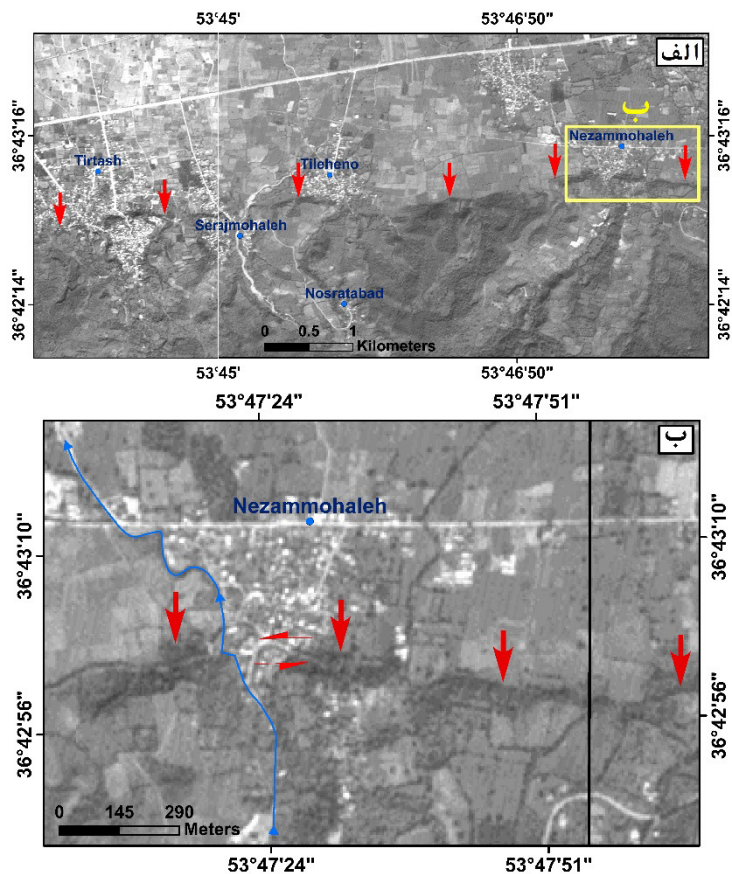 53°45' 53°46'50"
الف
ب
36°43'16" Nezammohaleh 36°43'16"
Tirtash Tileheno
Serajmohaleh
Nosratabad
36°42'14" 36°42'14"
0 0.5 1
Kilometers
53°45' 53°46'50"
53°47'24" 53°47'51"
ب
Nezammohaleh
36°43'10" 36°43'10"
36°42'56" 36°42'56"
0 145 290
Meters
53°47'24" 53°47'51"